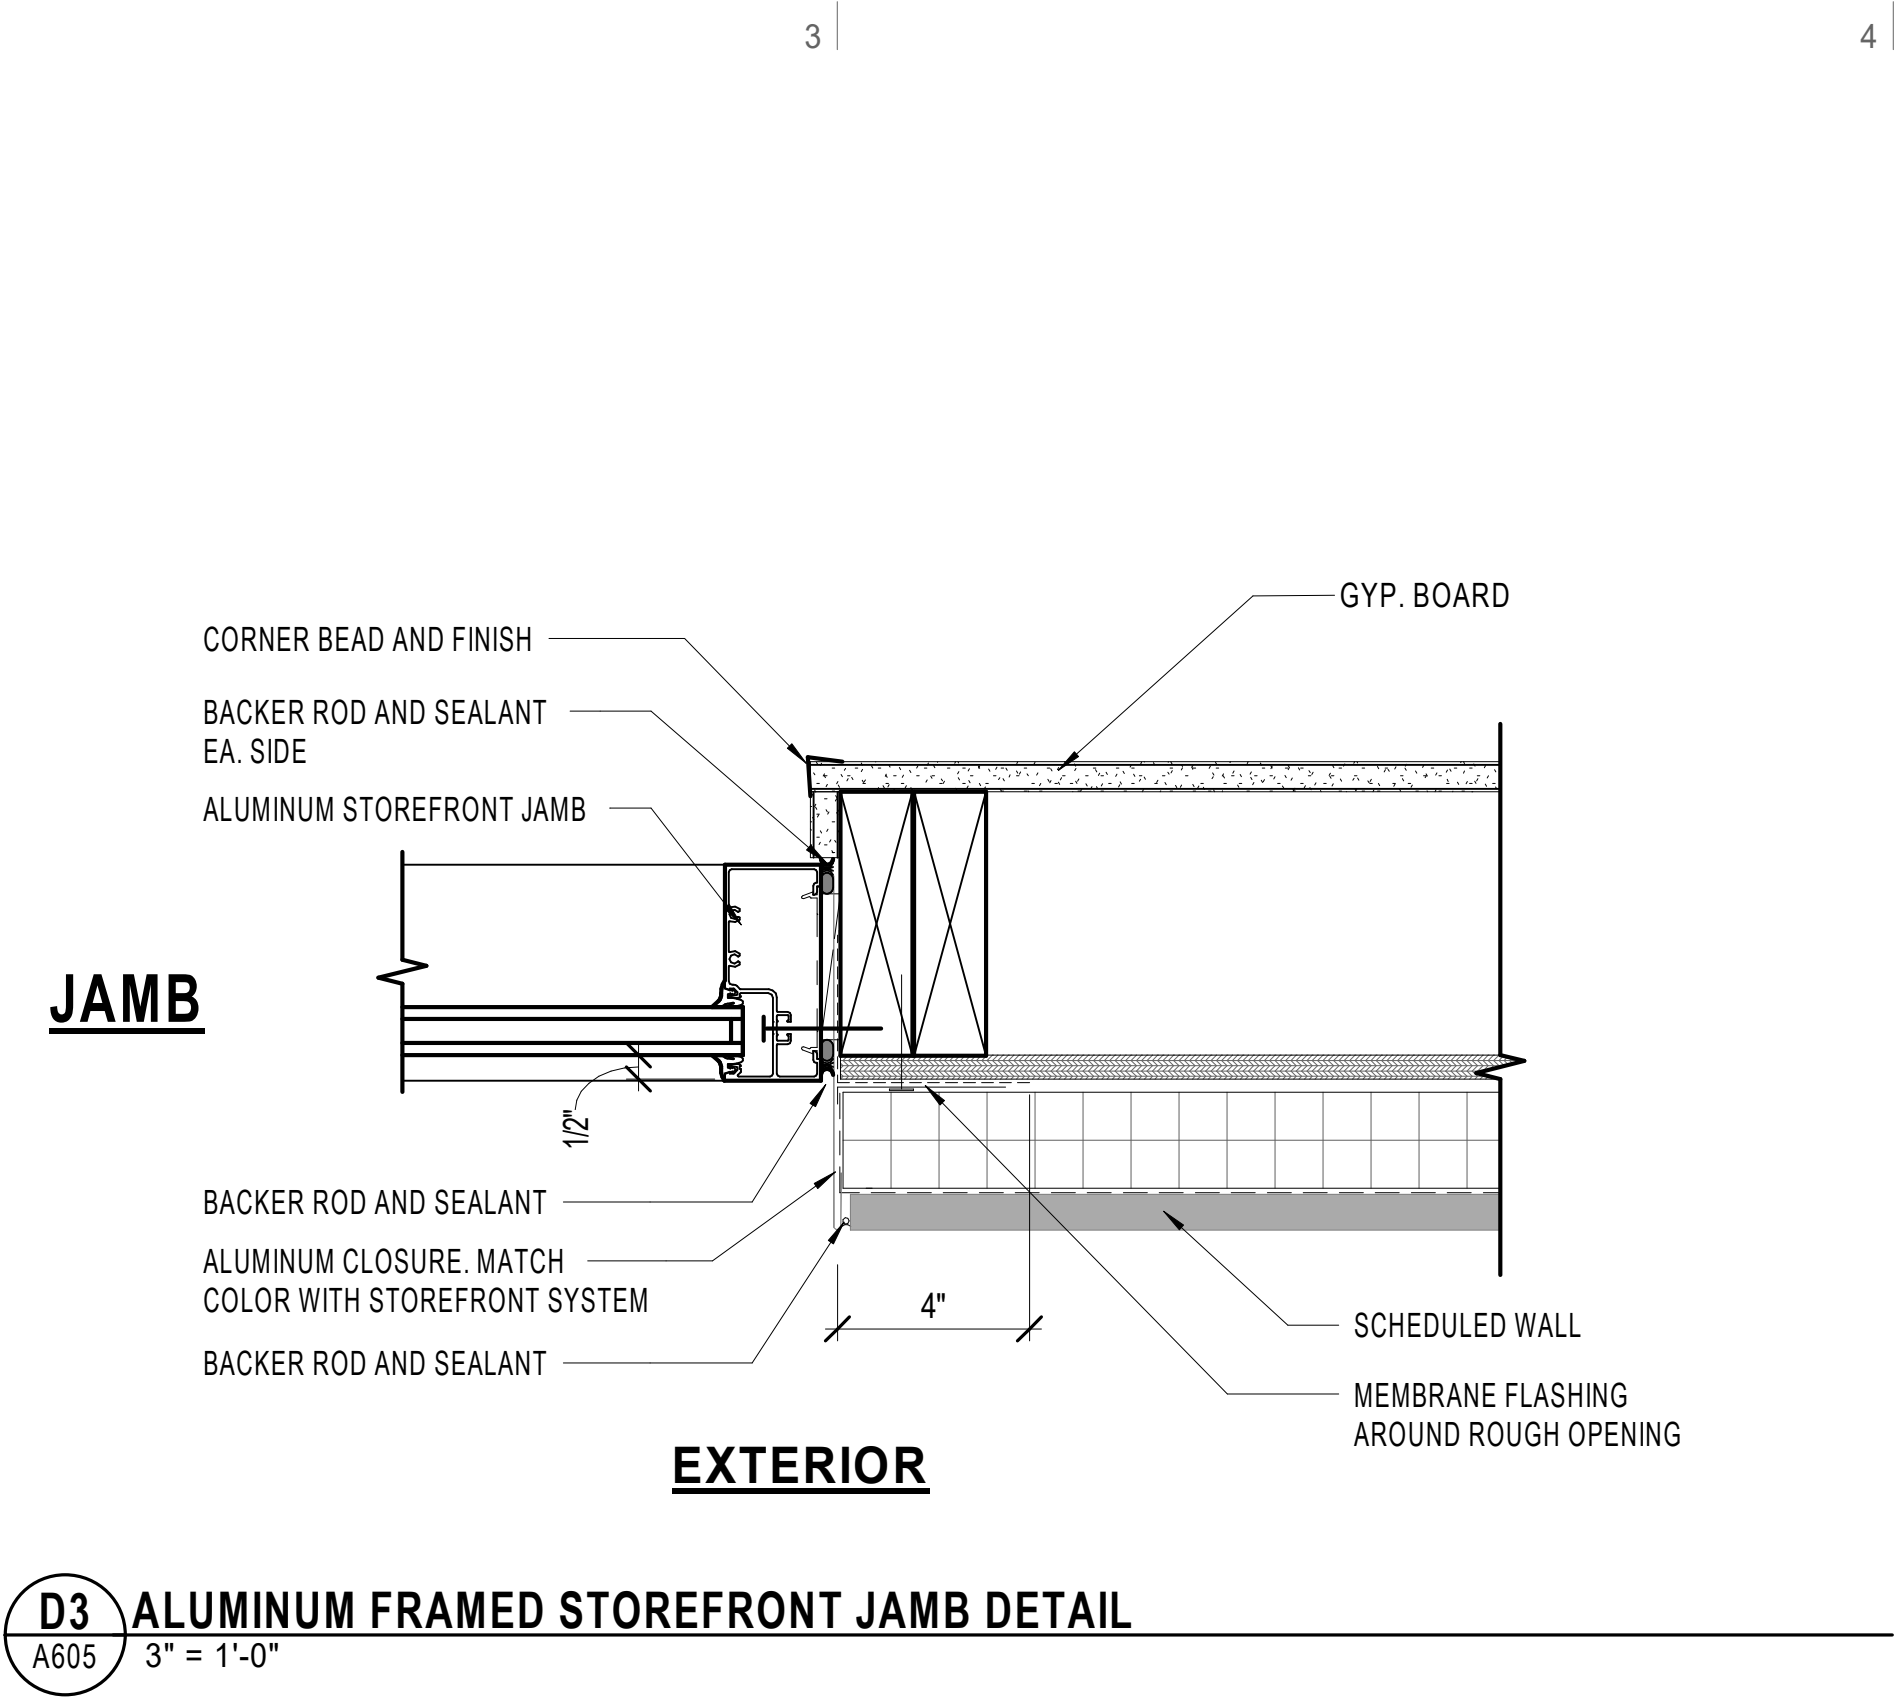 3
4
GYP. BOARD
CORNER BEAD AND FINISH
BACKER ROD AND SEALANT
EA. SIDE
ALUMINUM STOREFRONT JAMB
JAMB
1/2"
BACKER ROD AND SEALANT
ALUMINUM CLOSURE. MATCH
COLOR WITH STOREFRONT SYSTEM
BACKER ROD AND SEALANT
4"
SCHEDULED WALL
MEMBRANE FLASHING
AROUND ROUGH OPENING
EXTERIOR
D3
ALUMINUM FRAMED STOREFRONT JAMB DETAIL
A605
3" = 1'-0"